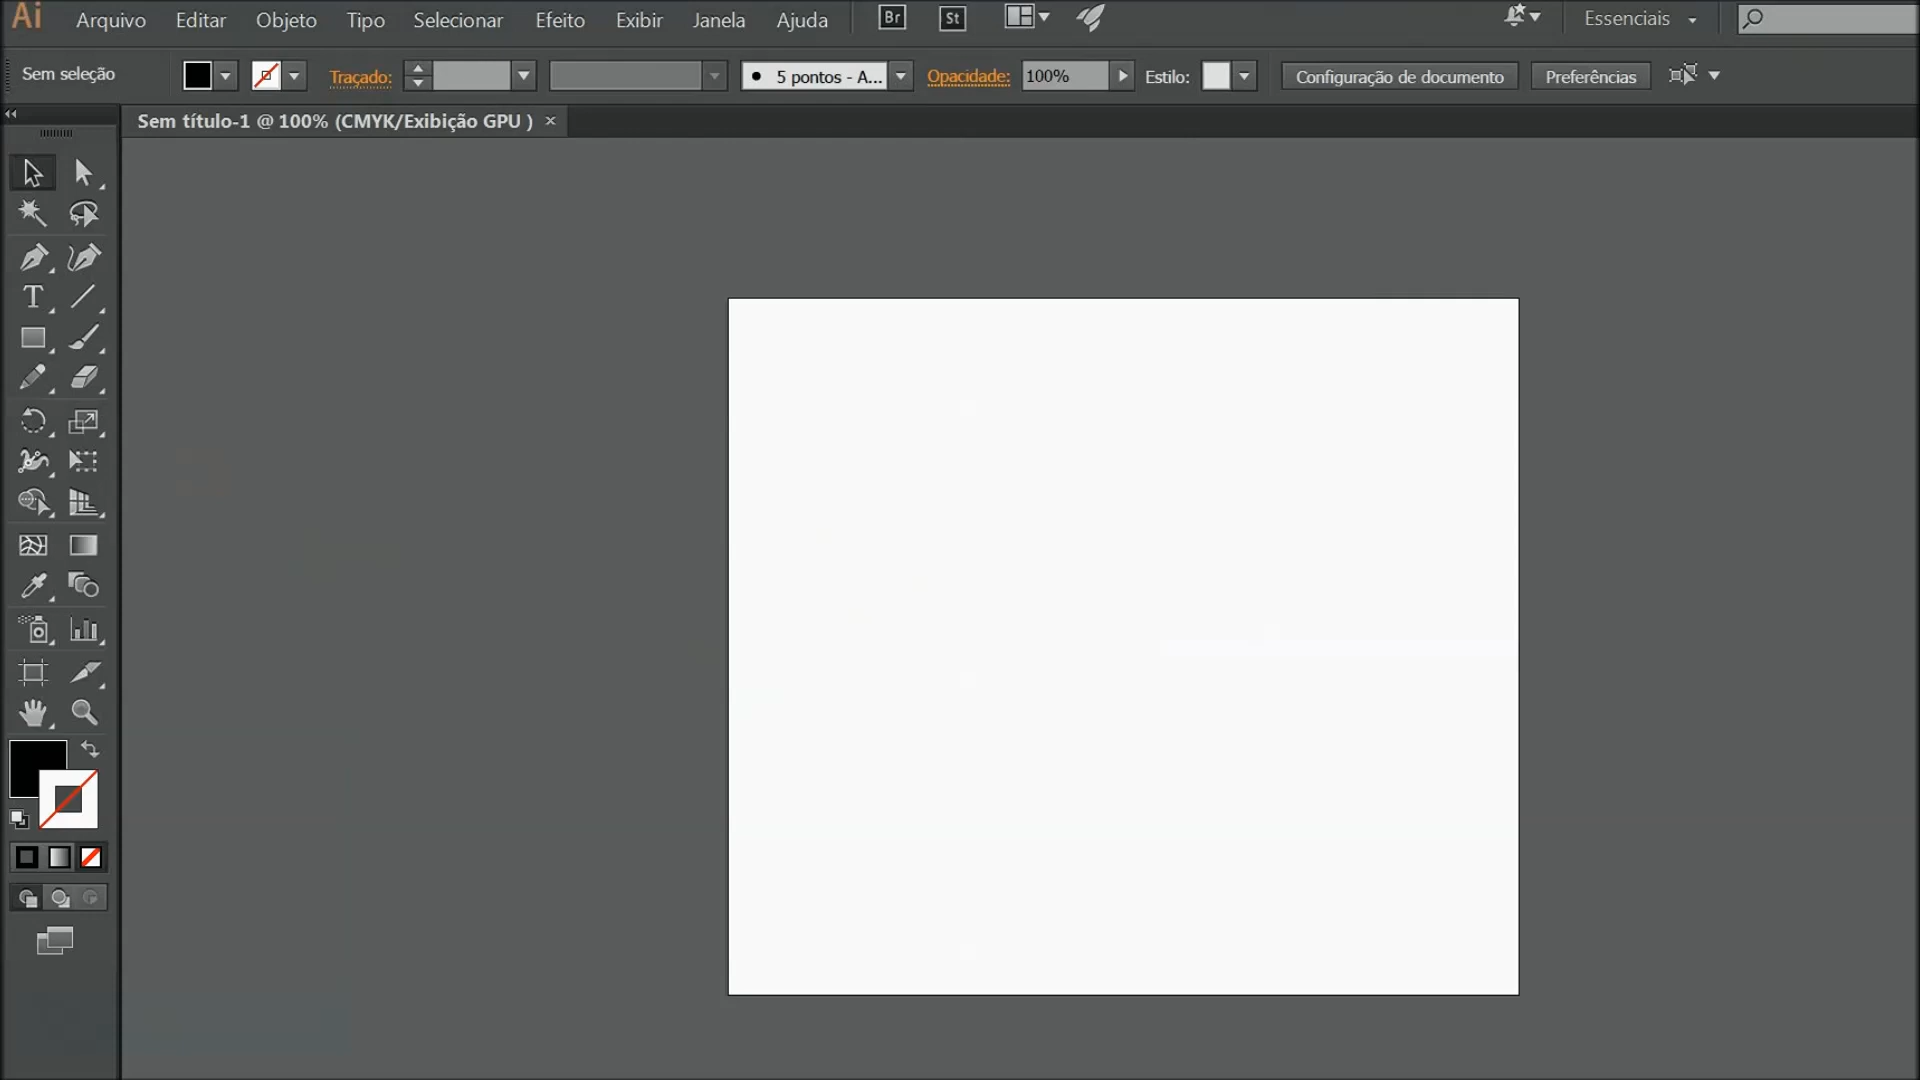 Ai Arquivo Editar Objeto Tipo Selecionar Efeito Exibir Janela Ajuda Br St Essenciais
Sem seleção Traçado: 5 pontos - A... Opacidade: 100% Estilo: Configuração de documento Preferências
Sem título-1 @ 100% (CMYK/Exibição GPU ) ×
T